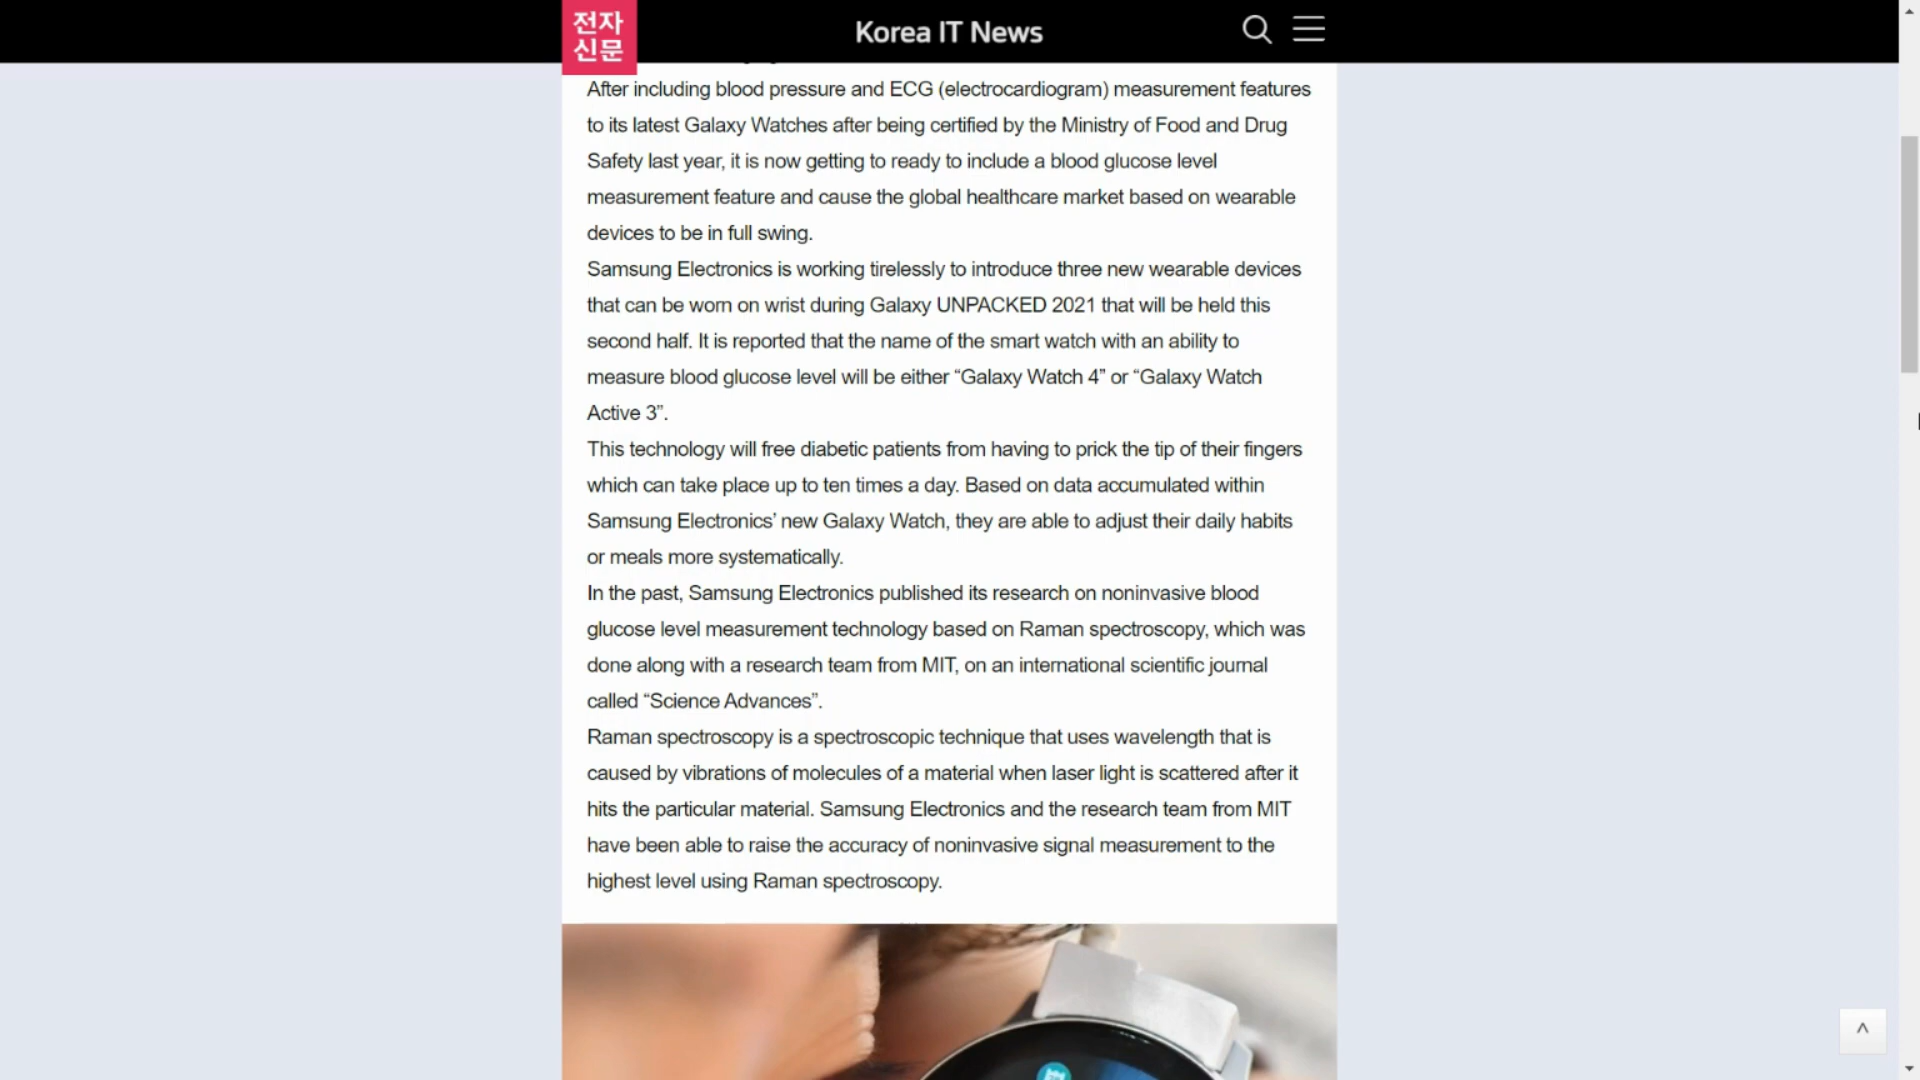 전자
신문
Korea IT News
After including blood pressure and ECG (electrocardiogram) measurement features
to its latest Galaxy Watches after being certified by the Ministry of Food and Drug
Safety last year, it is now getting to ready to include a blood glucose level
measurement feature and cause the global healthcare market based on wearable
devices to be in full swing.
Samsung Electronics is working tirelessly to introduce three new wearable devices
that can be worn on wrist during Galaxy UNPACKED 2021 that will be held this
second half. It is reported that the name of the smart watch with an ability to
measure blood glucose level will be either “Galaxy Watch 4” or “Galaxy Watch
Active 3”.
This technology will free diabetic patients from having to prick the tip of their fingers
which can take place up to ten times a day. Based on data accumulated within
Samsung Electronics’ new Galaxy Watch, they are able to adjust their daily habits
or meals more systematically.
In the past, Samsung Electronics published its research on noninvasive blood
glucose level measurement technology based on Raman spectroscopy, which was
done along with a research team from MIT, on an international scientific journal
called “Science Advances”.
Raman spectroscopy is a spectroscopic technique that uses wavelength that is
caused by vibrations of molecules of a material when laser light is scattered after it
hits the particular material. Samsung Electronics and the research team from MIT
have been able to raise the accuracy of noninvasive signal measurement to the
highest level using Raman spectroscopy.